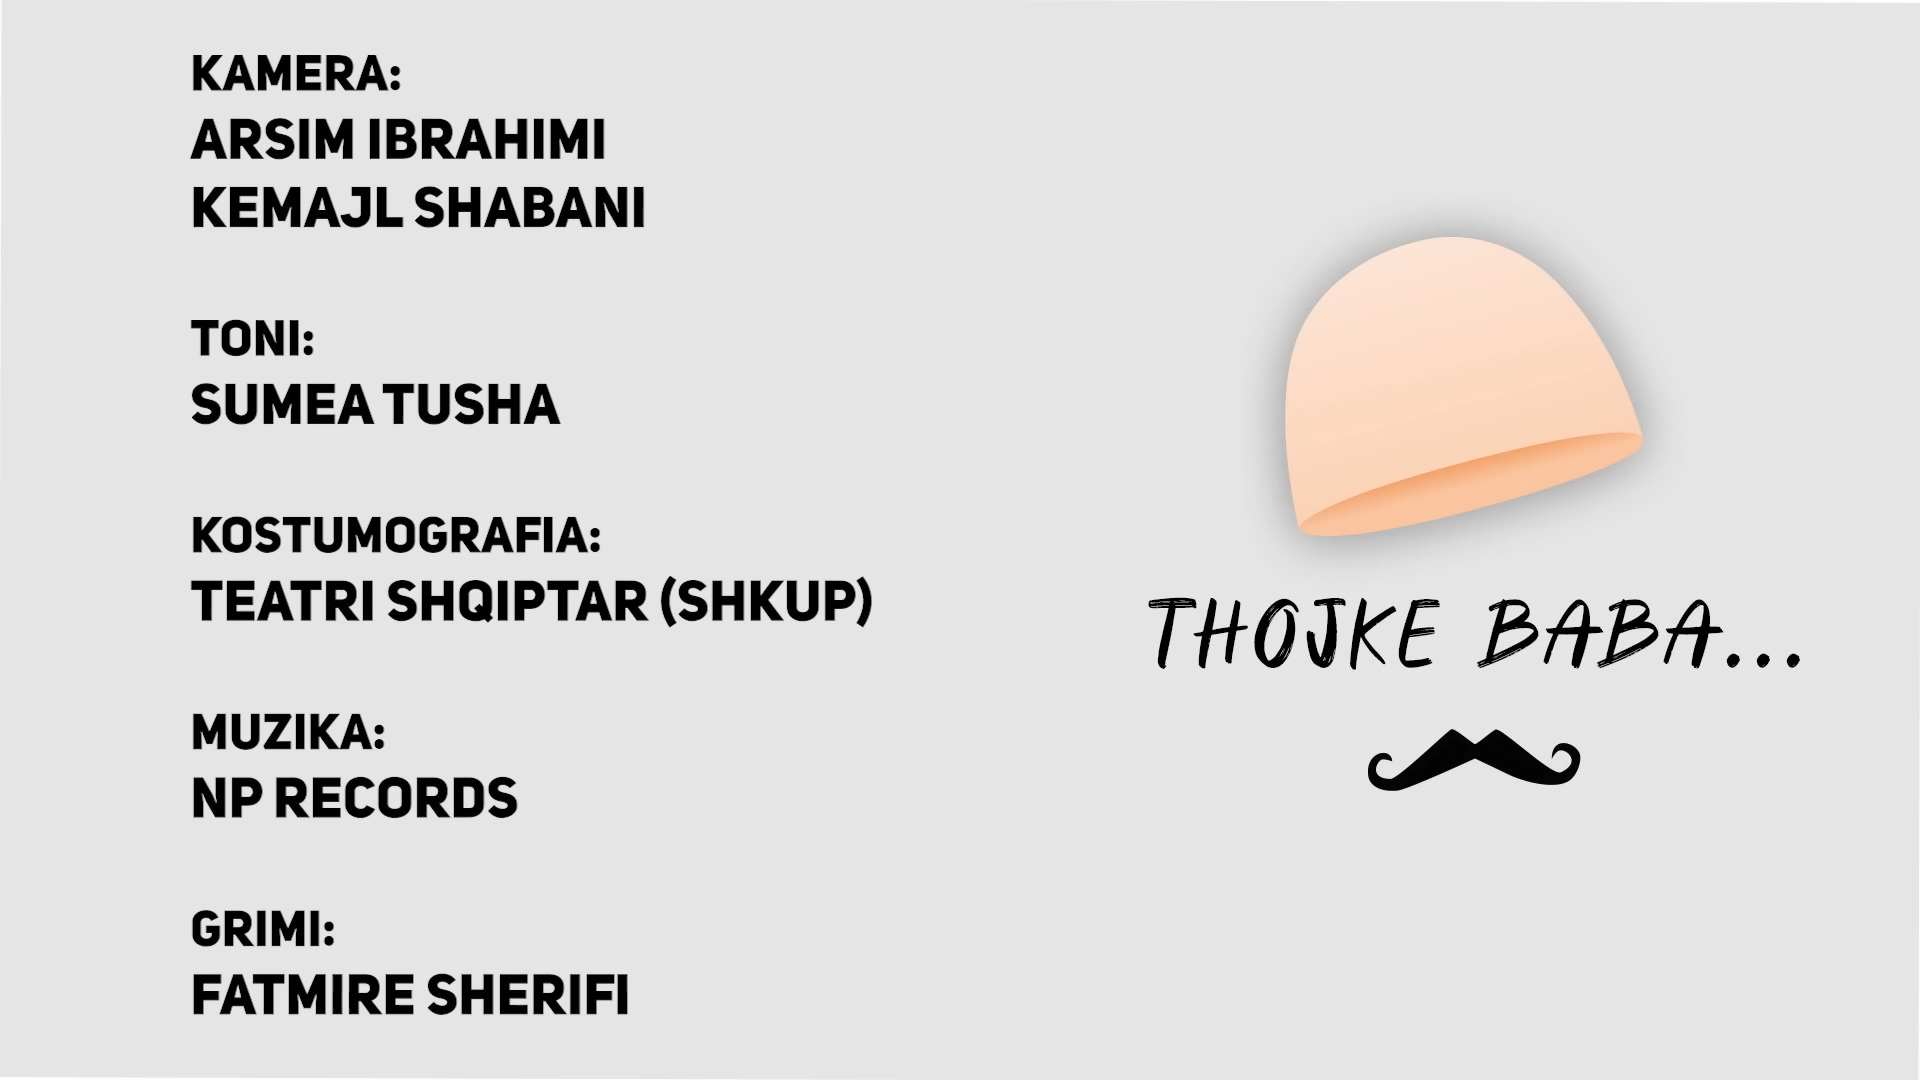 KAMERA:
ARSIM IBRAHIMI
KEMAJL SHABANI
TONI:
SUMEA TUSHA
KOSTUMOGRAFIA:
TEATRI SHQIPTAR (SHKUP)
MUZIKA:
NP RECORDS
GRIMI:
FATMIRE SHERIFI
THOJKE BABA...